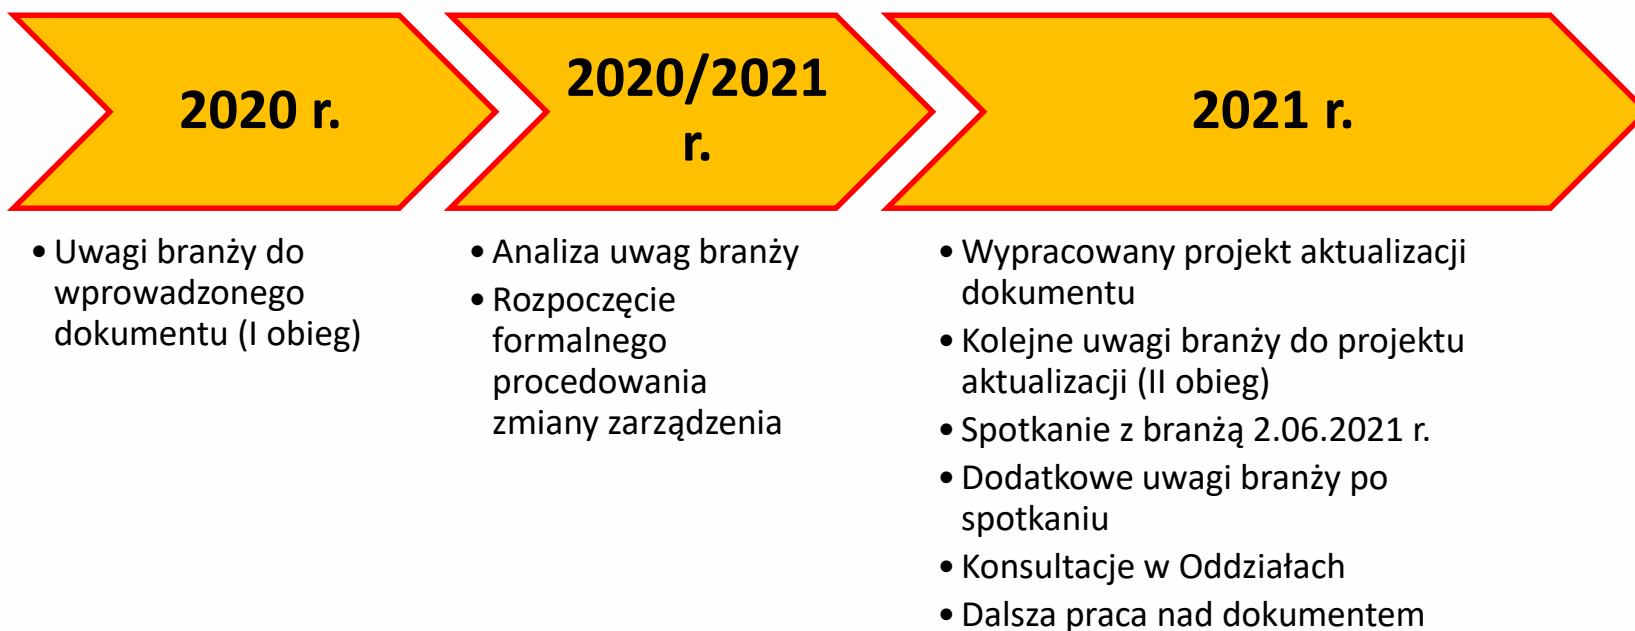 2020 r.
• Uwagi branży do
wprowadzonego
dokumentu (I obieg)
2020/2021
r.
• Analiza uwag branży
• Rozpoczęcie
formalnego
procedowania
zmiany zarządzenia
2021 r.
• Wypracowany projekt aktualizacji
dokumentu
• Kolejne uwagi branży do projektu
aktualizacji (II obieg)
• Spotkanie z branżą 2.06.2021 r.
• Dodatkowe uwagi branży po
spotkaniu
• Konsultacje w Oddziałach
• Dalsza praca nad dokumentem